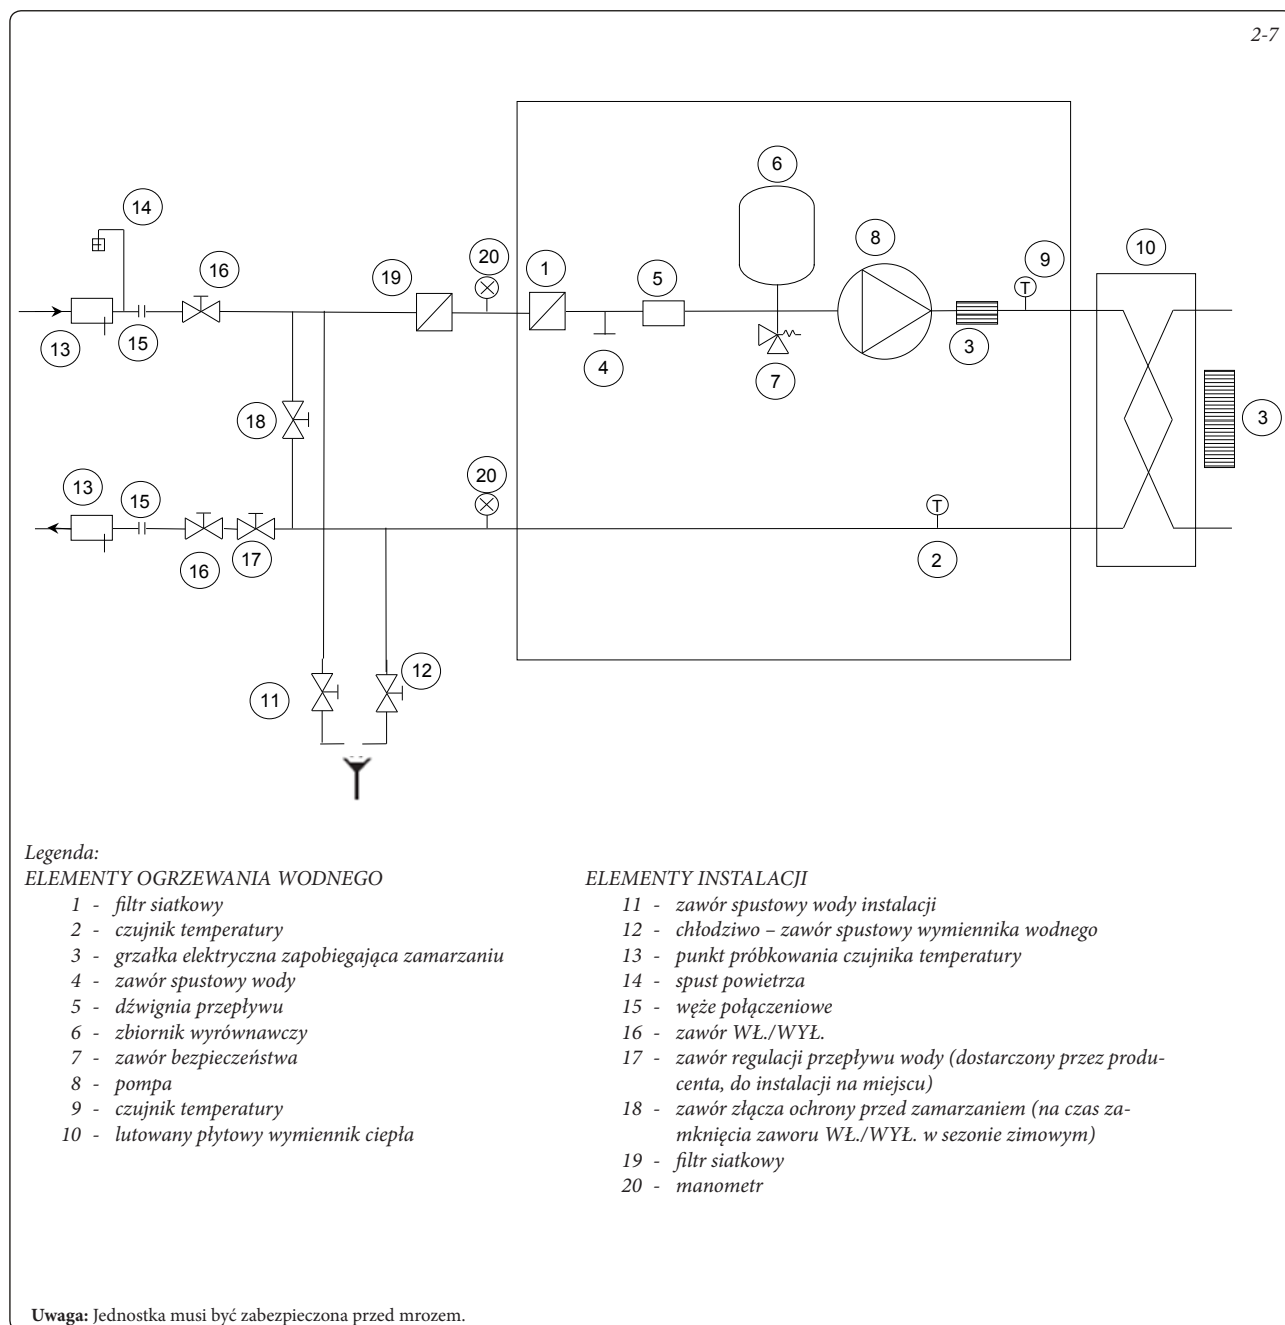 2-7
6
14
8
9
10
16
20
1
19
5
13
15
4
7
3
18
3
20
13
15
16
17
2
T
T
12
11
Legenda:
ELEMENTY OGRZEWANIA WODNEGO
1 - filtr siatkowy
2 - czujnik temperatury
3 - grzałka elektryczna zapobiegająca zamarzaniu
4 - zawór spustowy wody
5 - dźwignia przepływu
6 - zbiornik wyrównawczy
7 - zawór bezpieczeństwa
8 - pompa
9 - czujnik temperatury
10 - lutowany płytowy wymiennik ciepła
ELEMENTY INSTALACJI
11 - zawór spustowy wody instalacji
12 - chłodziwo – zawór spustowy wymiennika wodnego
13 - punkt próbkowania czujnika temperatury
14 - spust powietrza
15 - węże połączeniowe
16 - zawór WŁ./WYŁ.
17 - zawór regulacji przepływu wody (dostarczony przez produ-
centa, do instalacji na miejscu)
18 - zawór złącza ochrony przed zamarzaniem (na czas za-
mknięcia zaworu WŁ./WYŁ. w sezonie zimowym)
19 - filtr siatkowy
20 - manometr
Uwaga: Jednostka musi być zabezpieczona przed mrozem.